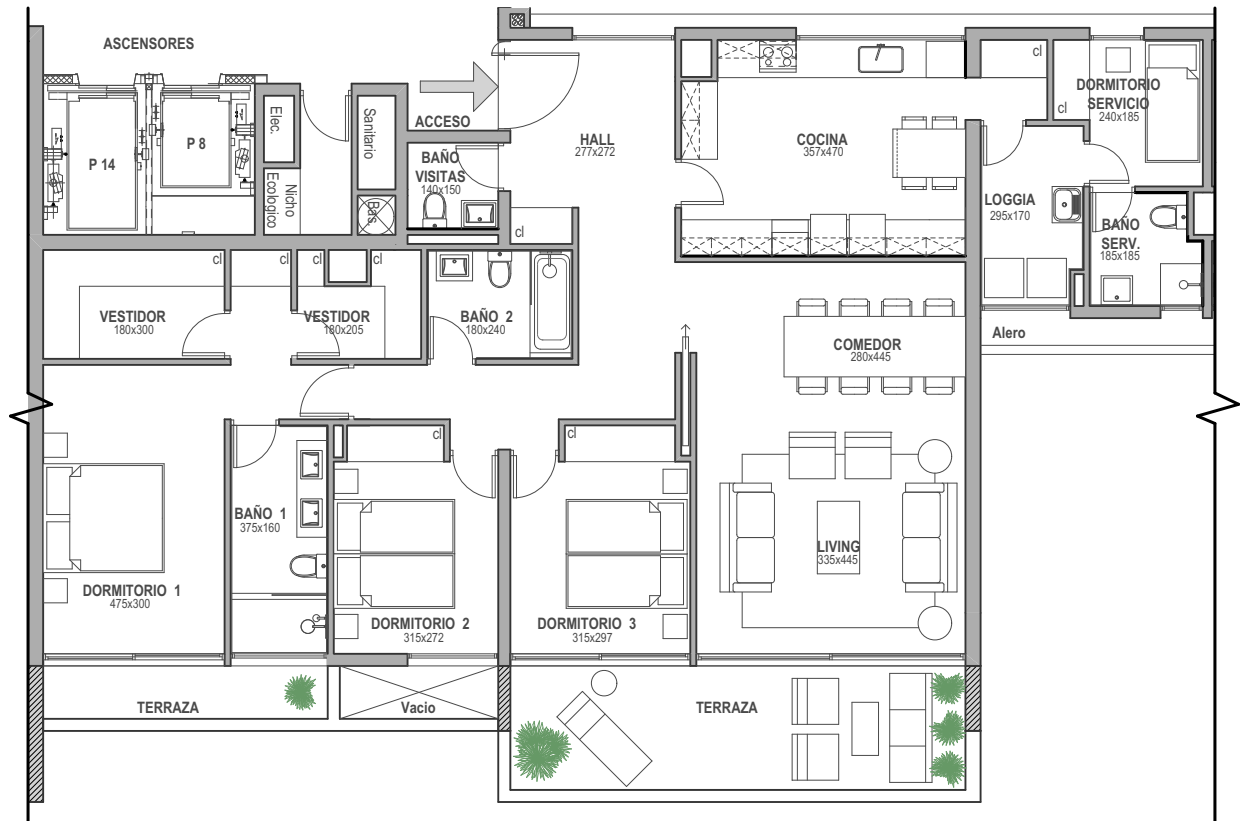 ASCENSORES
P 14
P 8
Elec.
Nicho
Ecologico
Sanitario
Bas.
ACCESO
BAÑO
VISITAS
140x150
HALL
277x272
cl
COCINA
357x470
cl
cl
DORMITORIO
SERVICIO
240x185
cl
LOGGIA
295x170
BAÑO
SERV.
185x185
Alero
VESTIDOR
180x300
cl
cl
cl
cl
VESTIDOR
180x205
BAÑO 2
180x240
COMEDOR
280x445
DORMITORIO 1
475x300
BAÑO 1
375x160
cl
DORMITORIO 2
315x272
cl
DORMITORIO 3
315x297
LIVING
335x445
TERRAZA
Vacio
TERRAZA